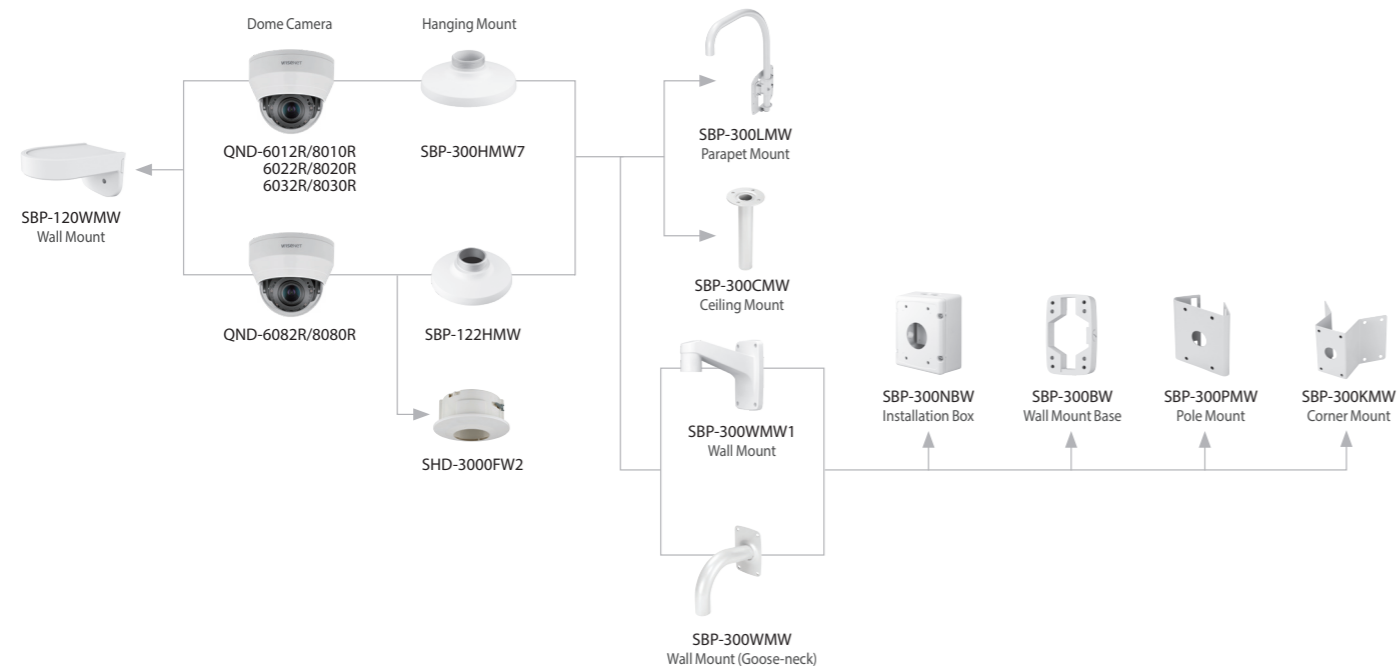 Dome Camera
Hanging Mount
QND-6012R/8010R
6022R/8020R
6032R/8030R
SBP-300HMW7
SBP-300LMW
Parapet Mount
SBP-120WMW
Wall Mount
QND-6082R/8080R
SBP-122HMW
SBP-300CMW
Ceiling Mount
SHD-3000FW2
SBP-300WMW1
Wall Mount
SBP-300NBW
Installation Box
SBP-300BW
Wall Mount Base
SBP-300PMW
Pole Mount
SBP-300KMW
Corner Mount
SBP-300WMW
Wall Mount (Goose-neck)